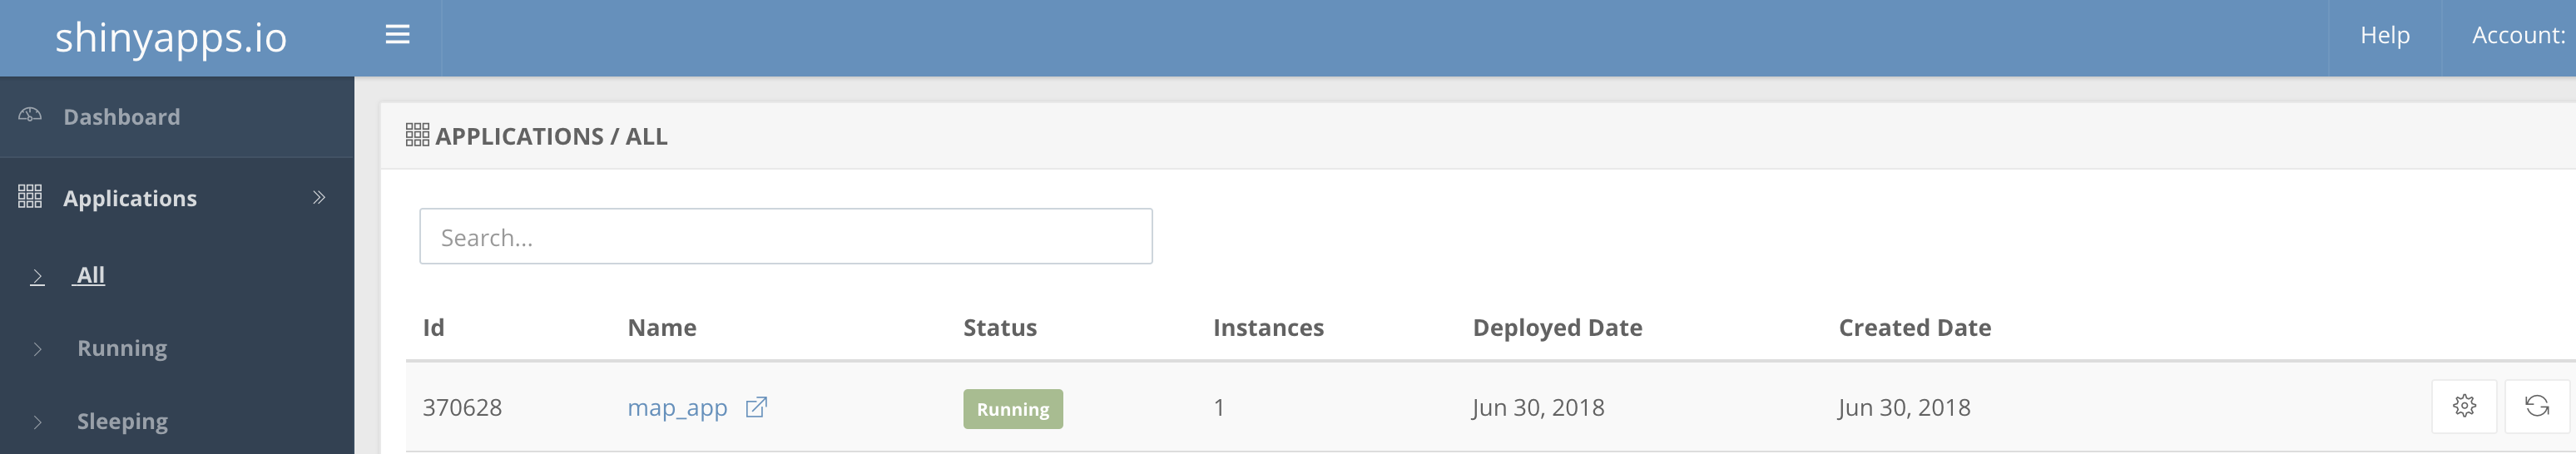 shinyapps.io
Help
Account:
Dashboard
Applications
All
Running
Sleeping
APPLICATIONS / ALL
Search...
Id Name Status Instances Deployed Date Created Date
370628 map_app Running 1 Jun 30, 2018 Jun 30, 2018